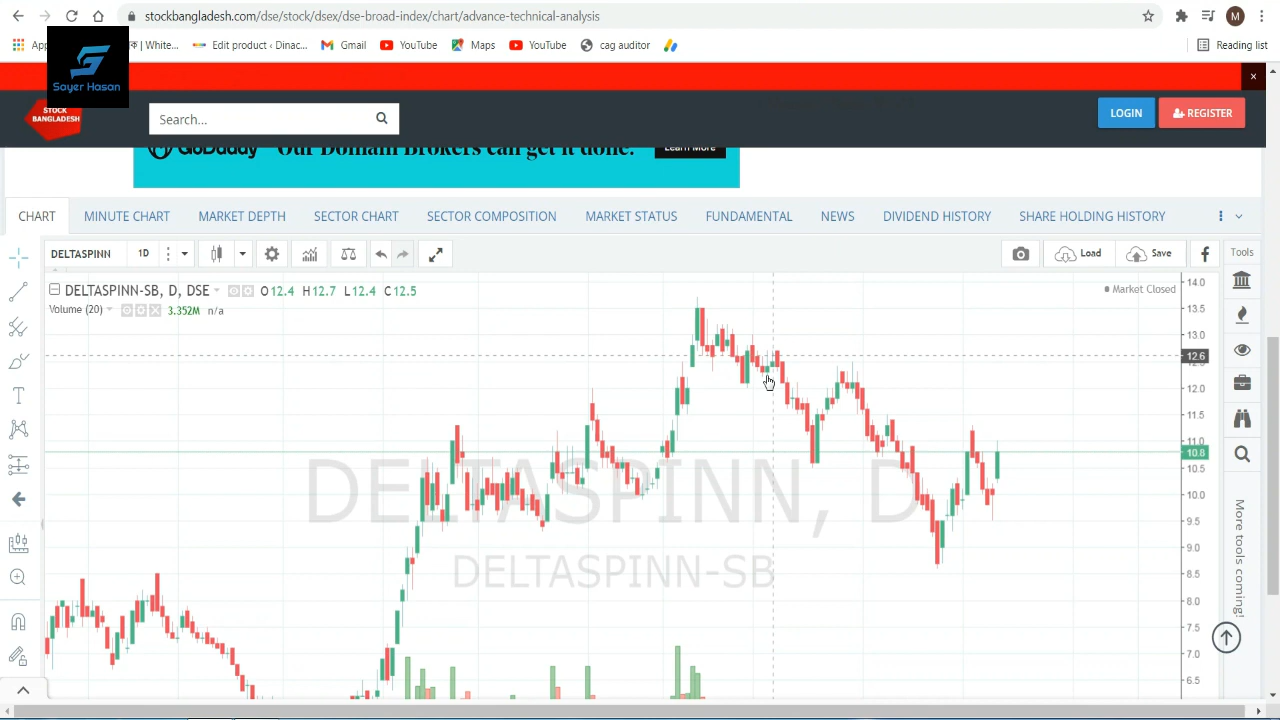 stockbangladesh.com/dse/stock/dsex/dse-broad-index/chart/advance-technical-analysis
M
White...
Edit product (Dinac...
Gmail
YouTube
Maps
YouTube
cag auditor
Reading list
Sayer Hasan
STOCK
BANGLADESH
Search...
LOGIN
REGISTER
GoDaddy
Our Domain Brokers can get it done.
Learn More
CHART
MINUTE CHART
MARKET DEPTH
SECTOR CHART
SECTOR COMPOSITION
MARKET STATUS
FUNDAMENTAL
NEWS
DIVIDEND HISTORY
SHARE HOLDING HISTORY
DELTASPINN
1D
Load
Save
Tools
DELTASPINN-SB, D, DSE
O12.4 H12.7 L12.4 C12.5
Market Closed
Volume (20)
3.352M n/a
14.0
13.5
13.0
12.6
12.0
11.5
11.0
10.8
10.5
10.0
9.5
9.0
8.5
8.0
7.5
7.0
6.5
DELTASPINN, D
DELTASPINN-SB
More tools coming!